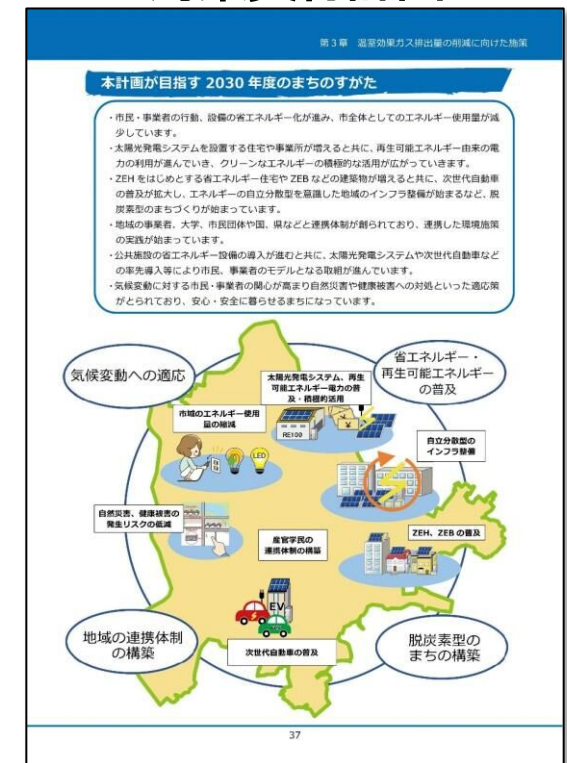 第３章　温室効果ガス排出量の削減に向けた施策
本計画が目指す 2030 年度のまちのすがた
・市民・事業者の行動、設備の省エネルギー化が進み、市全体としてのエネルギー使用量が減
少しています。
・太陽光発電システムを設置する住宅や事業所が増えると共に、再生可能エネルギー由来の電
力の利用が進んでいき、クリーンなエネルギーの積極的な活用が広がっていきます。
・ZEH をはじめとする省エネルギー住宅や ZEB などの建築物が増えると共に、次世代自動車
の普及が拡大し、エネルギーの自立分散型を意識した地域のインフラ整備が始まるなど、脱
炭素型のまちづくりが始まっています。
・地域の事業者、大学、市民団体や国、県などと連携体制が創られており、連携した環境施策
の実践が始まっています。
・公共施設の省エネルギー設備の導入が進むと共に、太陽光発電システムや次世代自動車など
の率先導入等により市民、事業者のモデルとなる取組が進んでいます。
・気候変動に対する市民・事業者の関心が高まり自然災害や健康被害への対処といった適応策
がとられており、安心・安全に暮らせるまちになっています。
気候変動への適応
省エネルギー・
再生可能エネルギー
の普及
太陽光発電システム、再生
可能エネルギー電力の普
及・積極的活用
市域のエネルギー使用
量の縮減
RE100
LED
自立分散型の
インフラ整備
自然災害、健康被害の
発生リスクの低減
産官学民の
連携体制の構築
ZEH、ZEB の普及
EV
地域の連携体制
の構築
次世代自動車の普及
脱炭素型の
まちの構築
37